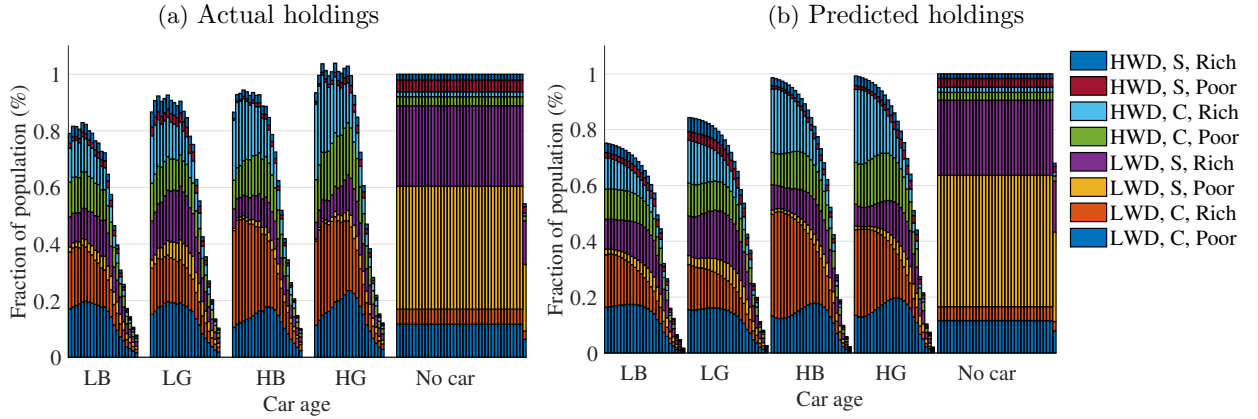 (a) Actual holdings
(b) Predicted holdings
Fraction of population (%)
1
0.8
0.6
0.4
0.2
0
LB LG HB HG No car
Car age
Fraction of population (%)
1
0.8
0.6
0.4
0.2
0
LB LG HB HG No car
Car age
HWD, S, Rich
HWD, S, Poor
HWD, C, Rich
HWD, C, Poor
LWD, S, Rich
LWD, S, Poor
LWD, C, Rich
LWD, C, Poor